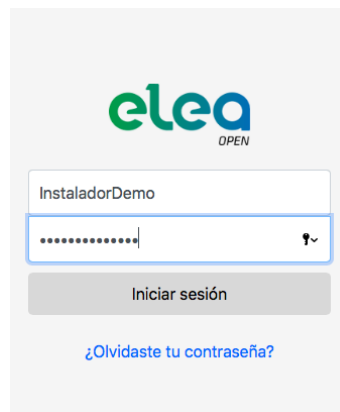 elea
OPEN
InstaladorDemo
••••••••••••••
Iniciar sesión
¿Olvidaste tu contraseña?